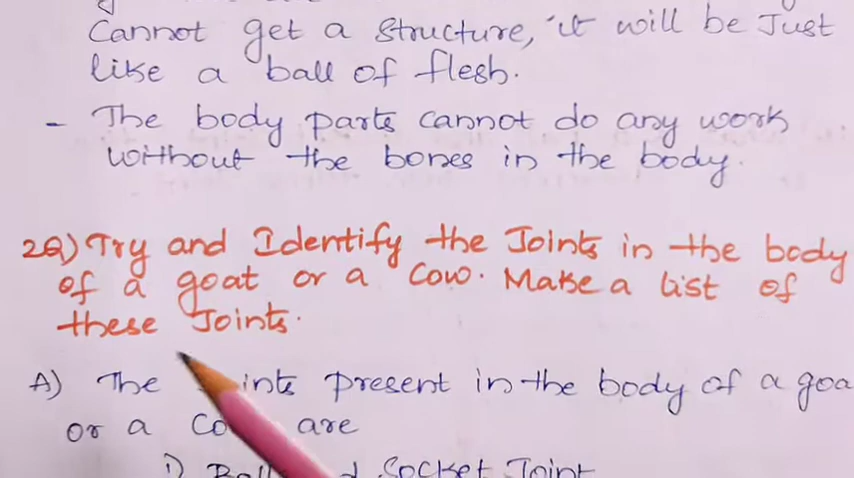 Cannot get a structure, it will be Just
like a ball of flesh.
- The body parts cannot do any work
without the bones in the body.
2Q) Try and Identify the Joints in the body
of a goat or a Cow. Make a list of
these Joints.
A) The present in the body of a goa
or a are
i) Socket Joint